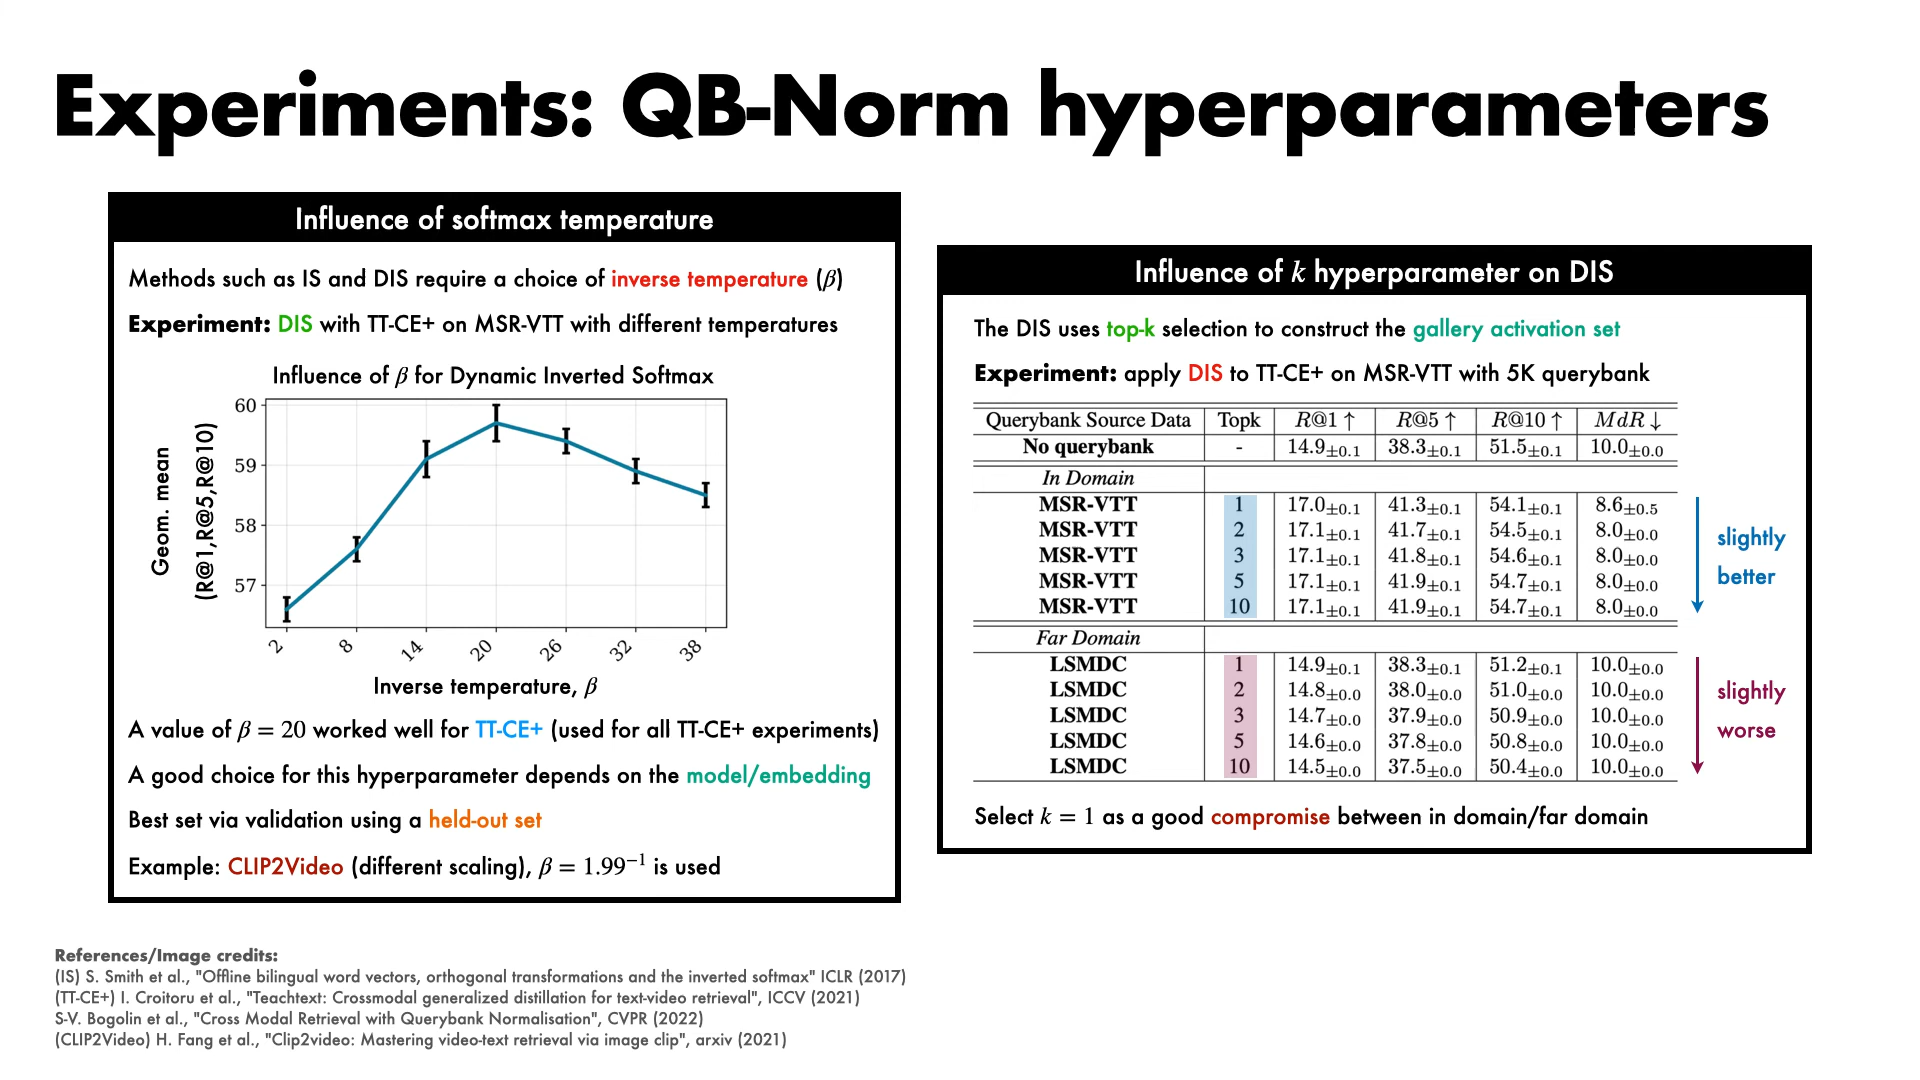 Experiments: QB-Norm hyperparameters
Influence of softmax temperature
Methods such as IS and DIS require a choice of inverse temperature (β)
Experiment: DIS with TT-CE+ on MSR-VTT with different temperatures
Influence of β for Dynamic Inverted Softmax
Geom. mean
(R@1,R@5,R@10)
60
59
58
57
2 8 14 20 26 32 38
Inverse temperature, β
A value of β = 20 worked well for TT-CE+ (used for all TT-CE+ experiments)
A good choice for this hyperparameter depends on the model/embedding
Best set via validation using a held-out set
Example: CLIP2Video (different scaling), β = 1.99⁻¹ is used
Influence of k hyperparameter on DIS
The DIS uses top-k selection to construct the gallery activation set
Experiment: apply DIS to TT-CE+ on MSR-VTT with 5K querybank
Querybank Source Data Topk R@1 ↑ R@5 ↑ R@10 ↑ MdR ↓
No querybank - 14.9±0.1 38.3±0.1 51.5±0.1 10.0±0.0
In Domain
MSR-VTT 1 17.0±0.1 41.3±0.1 54.1±0.1 8.6±0.5
MSR-VTT 2 17.1±0.1 41.7±0.1 54.5±0.1 8.0±0.0
MSR-VTT 3 17.1±0.1 41.8±0.1 54.6±0.1 8.0±0.0
MSR-VTT 5 17.1±0.1 41.9±0.1 54.7±0.1 8.0±0.0
MSR-VTT 10 17.1±0.1 41.9±0.1 54.7±0.1 8.0±0.0
slightly
better
Far Domain
LSMDC 1 14.9±0.1 38.3±0.1 51.2±0.1 10.0±0.0
LSMDC 2 14.8±0.0 38.0±0.0 51.0±0.0 10.0±0.0
LSMDC 3 14.7±0.0 37.9±0.0 50.9±0.0 10.0±0.0
LSMDC 5 14.6±0.0 37.8±0.0 50.8±0.0 10.0±0.0
LSMDC 10 14.5±0.0 37.5±0.0 50.4±0.0 10.0±0.0
slightly
worse
Select k = 1 as a good compromise between in domain/far domain
References/Image credits:
(IS) S. Smith et al., "Offline bilingual word vectors, orthogonal transformations and the inverted softmax" ICLR (2017)
(TT-CE+) I. Croitoru et al., "Teachtext: Crossmodal generalized distillation for text-video retrieval", ICCV (2021)
S-V. Bogolin et al., "Cross Modal Retrieval with Querybank Normalisation", CVPR (2022)
(CLIP2Video) H. Fang et al., "Clip2video: Mastering video-text retrieval via image clip", arxiv (2021)